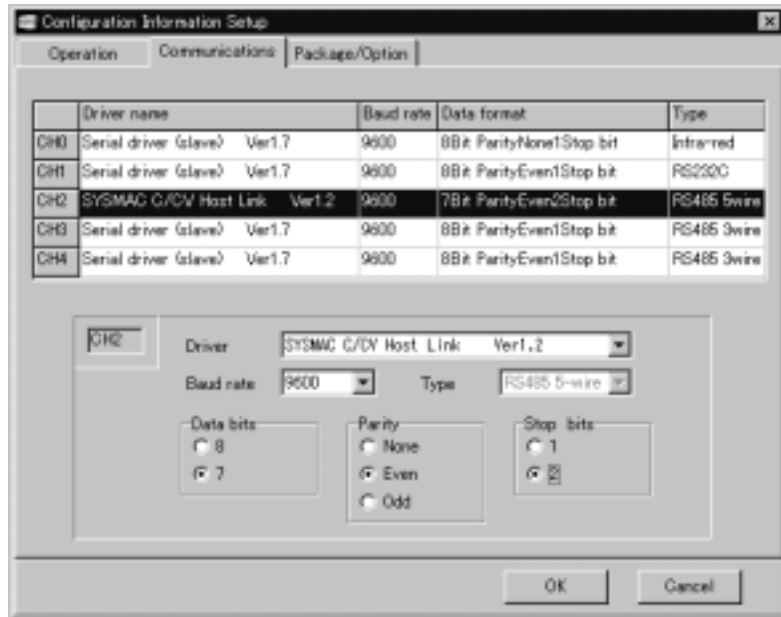 Configuration Information Setup
Operation Communications Package/Option
Driver name Baud rate Data format Type
CH0 Serial driver (slave) Ver1.7 9600 8Bit ParityNone1Stop bit Infra-red
CH1 Serial driver (slave) Ver1.7 9600 8Bit ParityEven1Stop bit RS232C
CH2 SYSMAC C/CV Host Link Ver1.2 9600 7Bit ParityEven2Stop bit RS485 5wire
CH3 Serial driver (slave) Ver1.7 9600 8Bit ParityEven1Stop bit RS485 3wire
CH4 Serial driver (slave) Ver1.7 9600 8Bit ParityEven1Stop bit RS485 3wire
CH2
Driver SYSMAC C/CV Host Link Ver1.2
Baud rate 9600 Type RS485 5-wire
Data bits Parity Stop bits
8 None 1
7 Even 2
Odd
OK Cancel